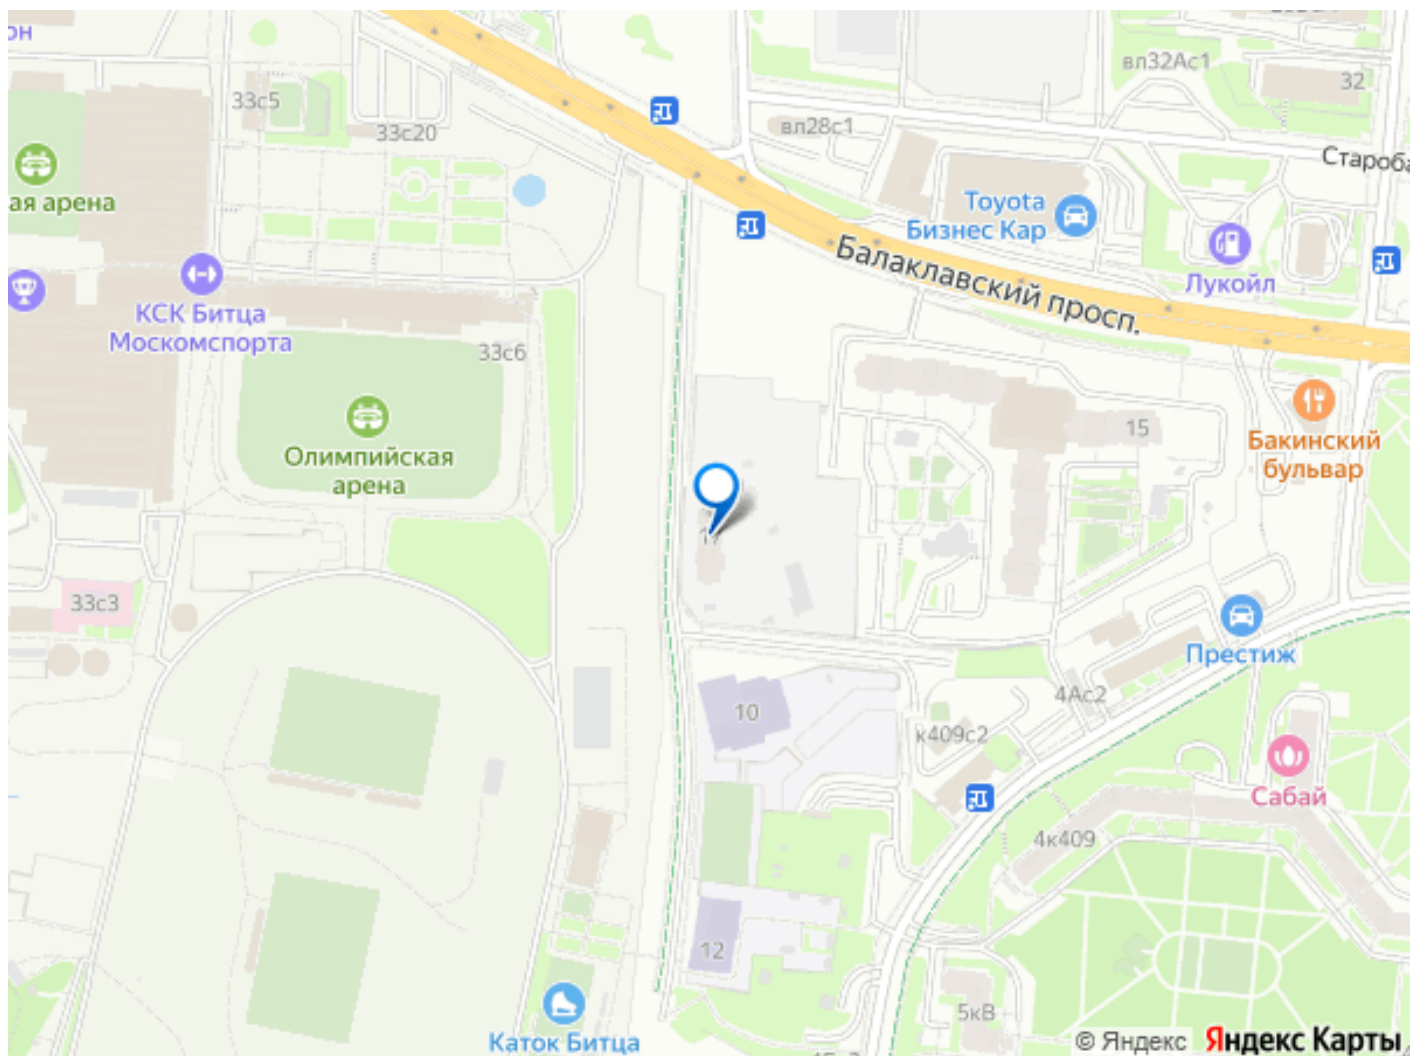 он
33с5
33с20
вл32Ас1
32
вл28с1
Староба
ая арена
Toyota
Бизнес Кар
Балаклавский просп.
Лукойл
КСК Битца
Москомспорта
33с6
Олимпийская
арена
15
Бакинский
бульвар
33с3
Престиж
4Ас2
10
к409с2
Сабай
4к409
12
5кВ
Каток Битца
© Яндекс
Яндекс Карты